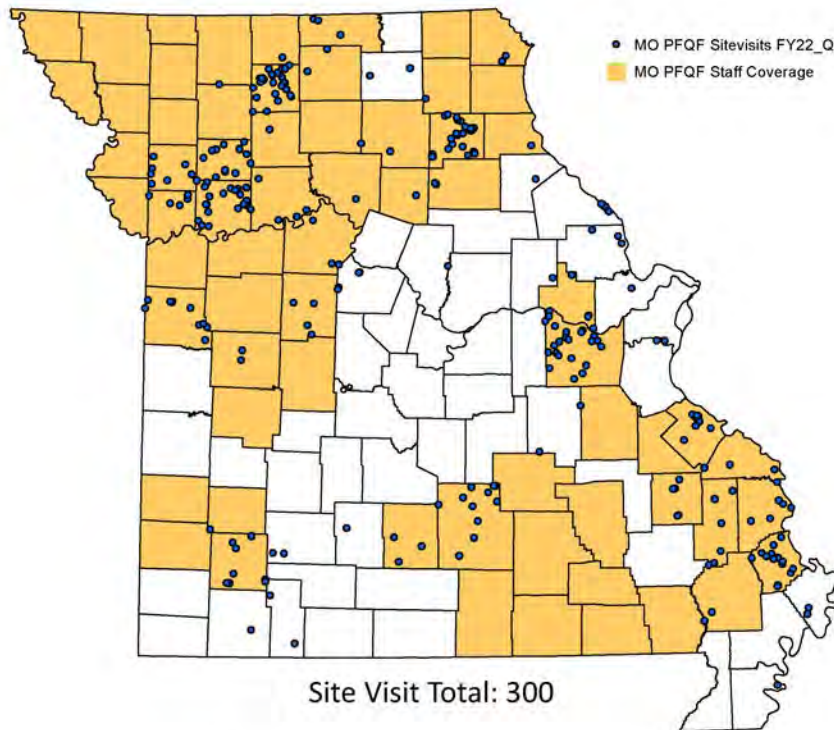 MO PFQF Sitevisits FY22_Q
MO PFQF Staff Coverage
Site Visit Total: 300